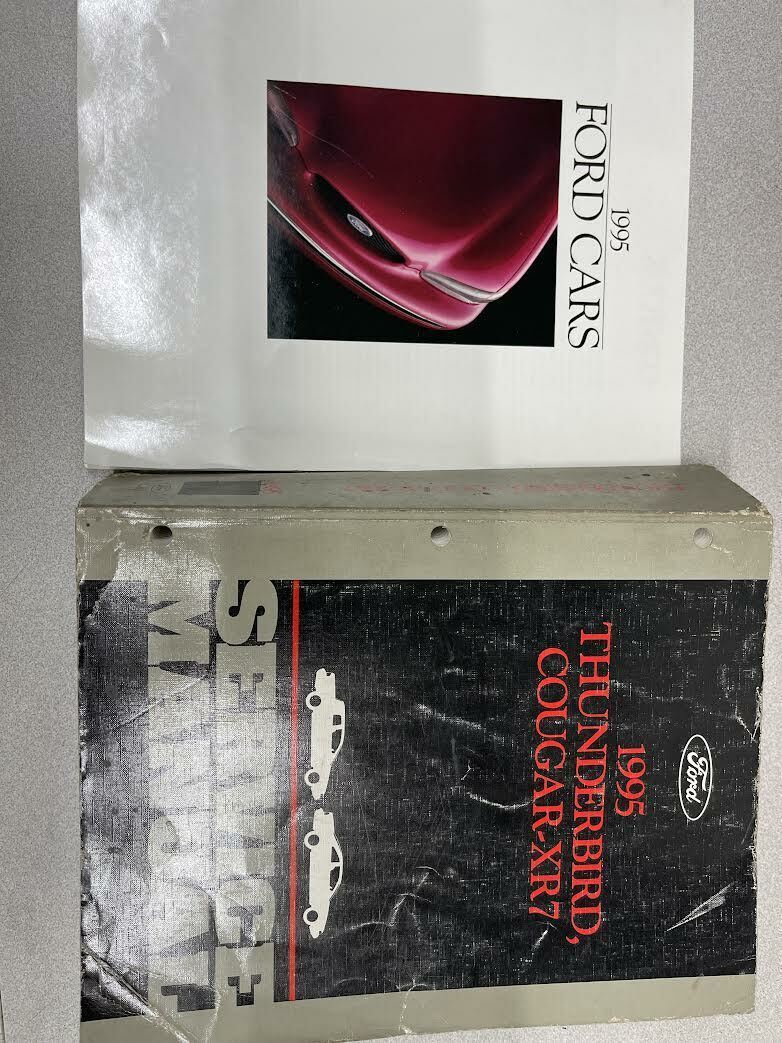 1995
FORD CARS
Ford
1995
THUNDERBIRD,
COUGAR-XR7
SERVICE
MANUAL